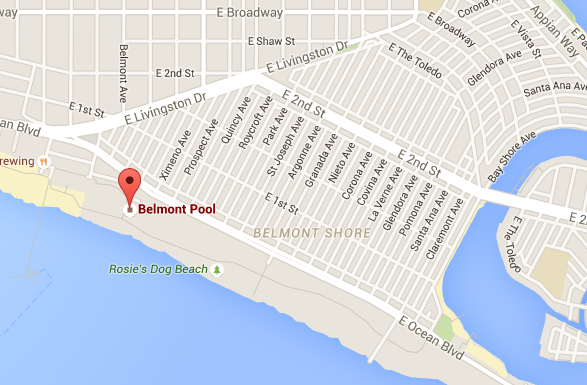 way
E Broadway
E Broadway
Corona Ave
Appian Way
E Shaw St
E Livingston Dr
E The Toledo
E Vista St
Glendora Ave
Belmont Ave
E 2nd St
Santa Ana Ave
E 1st St
E Livingston Dr
E 2nd St
an Blvd
Ximeno Ave
Prospect Ave
Quincy Ave
Roycroft Ave
Park Ave
St Joseph Ave
Argonne Ave
Granada Ave
Nieto Ave
Corona Ave
Covina Ave
La Verne Ave
Glendora Ave
Pomona Ave
Santa Ana Ave
Claremont Ave
E 2nd St
Bay Shore Ave
rewing
E 1st St
Belmont Pool
BELMONT SHORE
E 2
E The Toledo
Rosie's Dog Beach
E Ocean Blvd